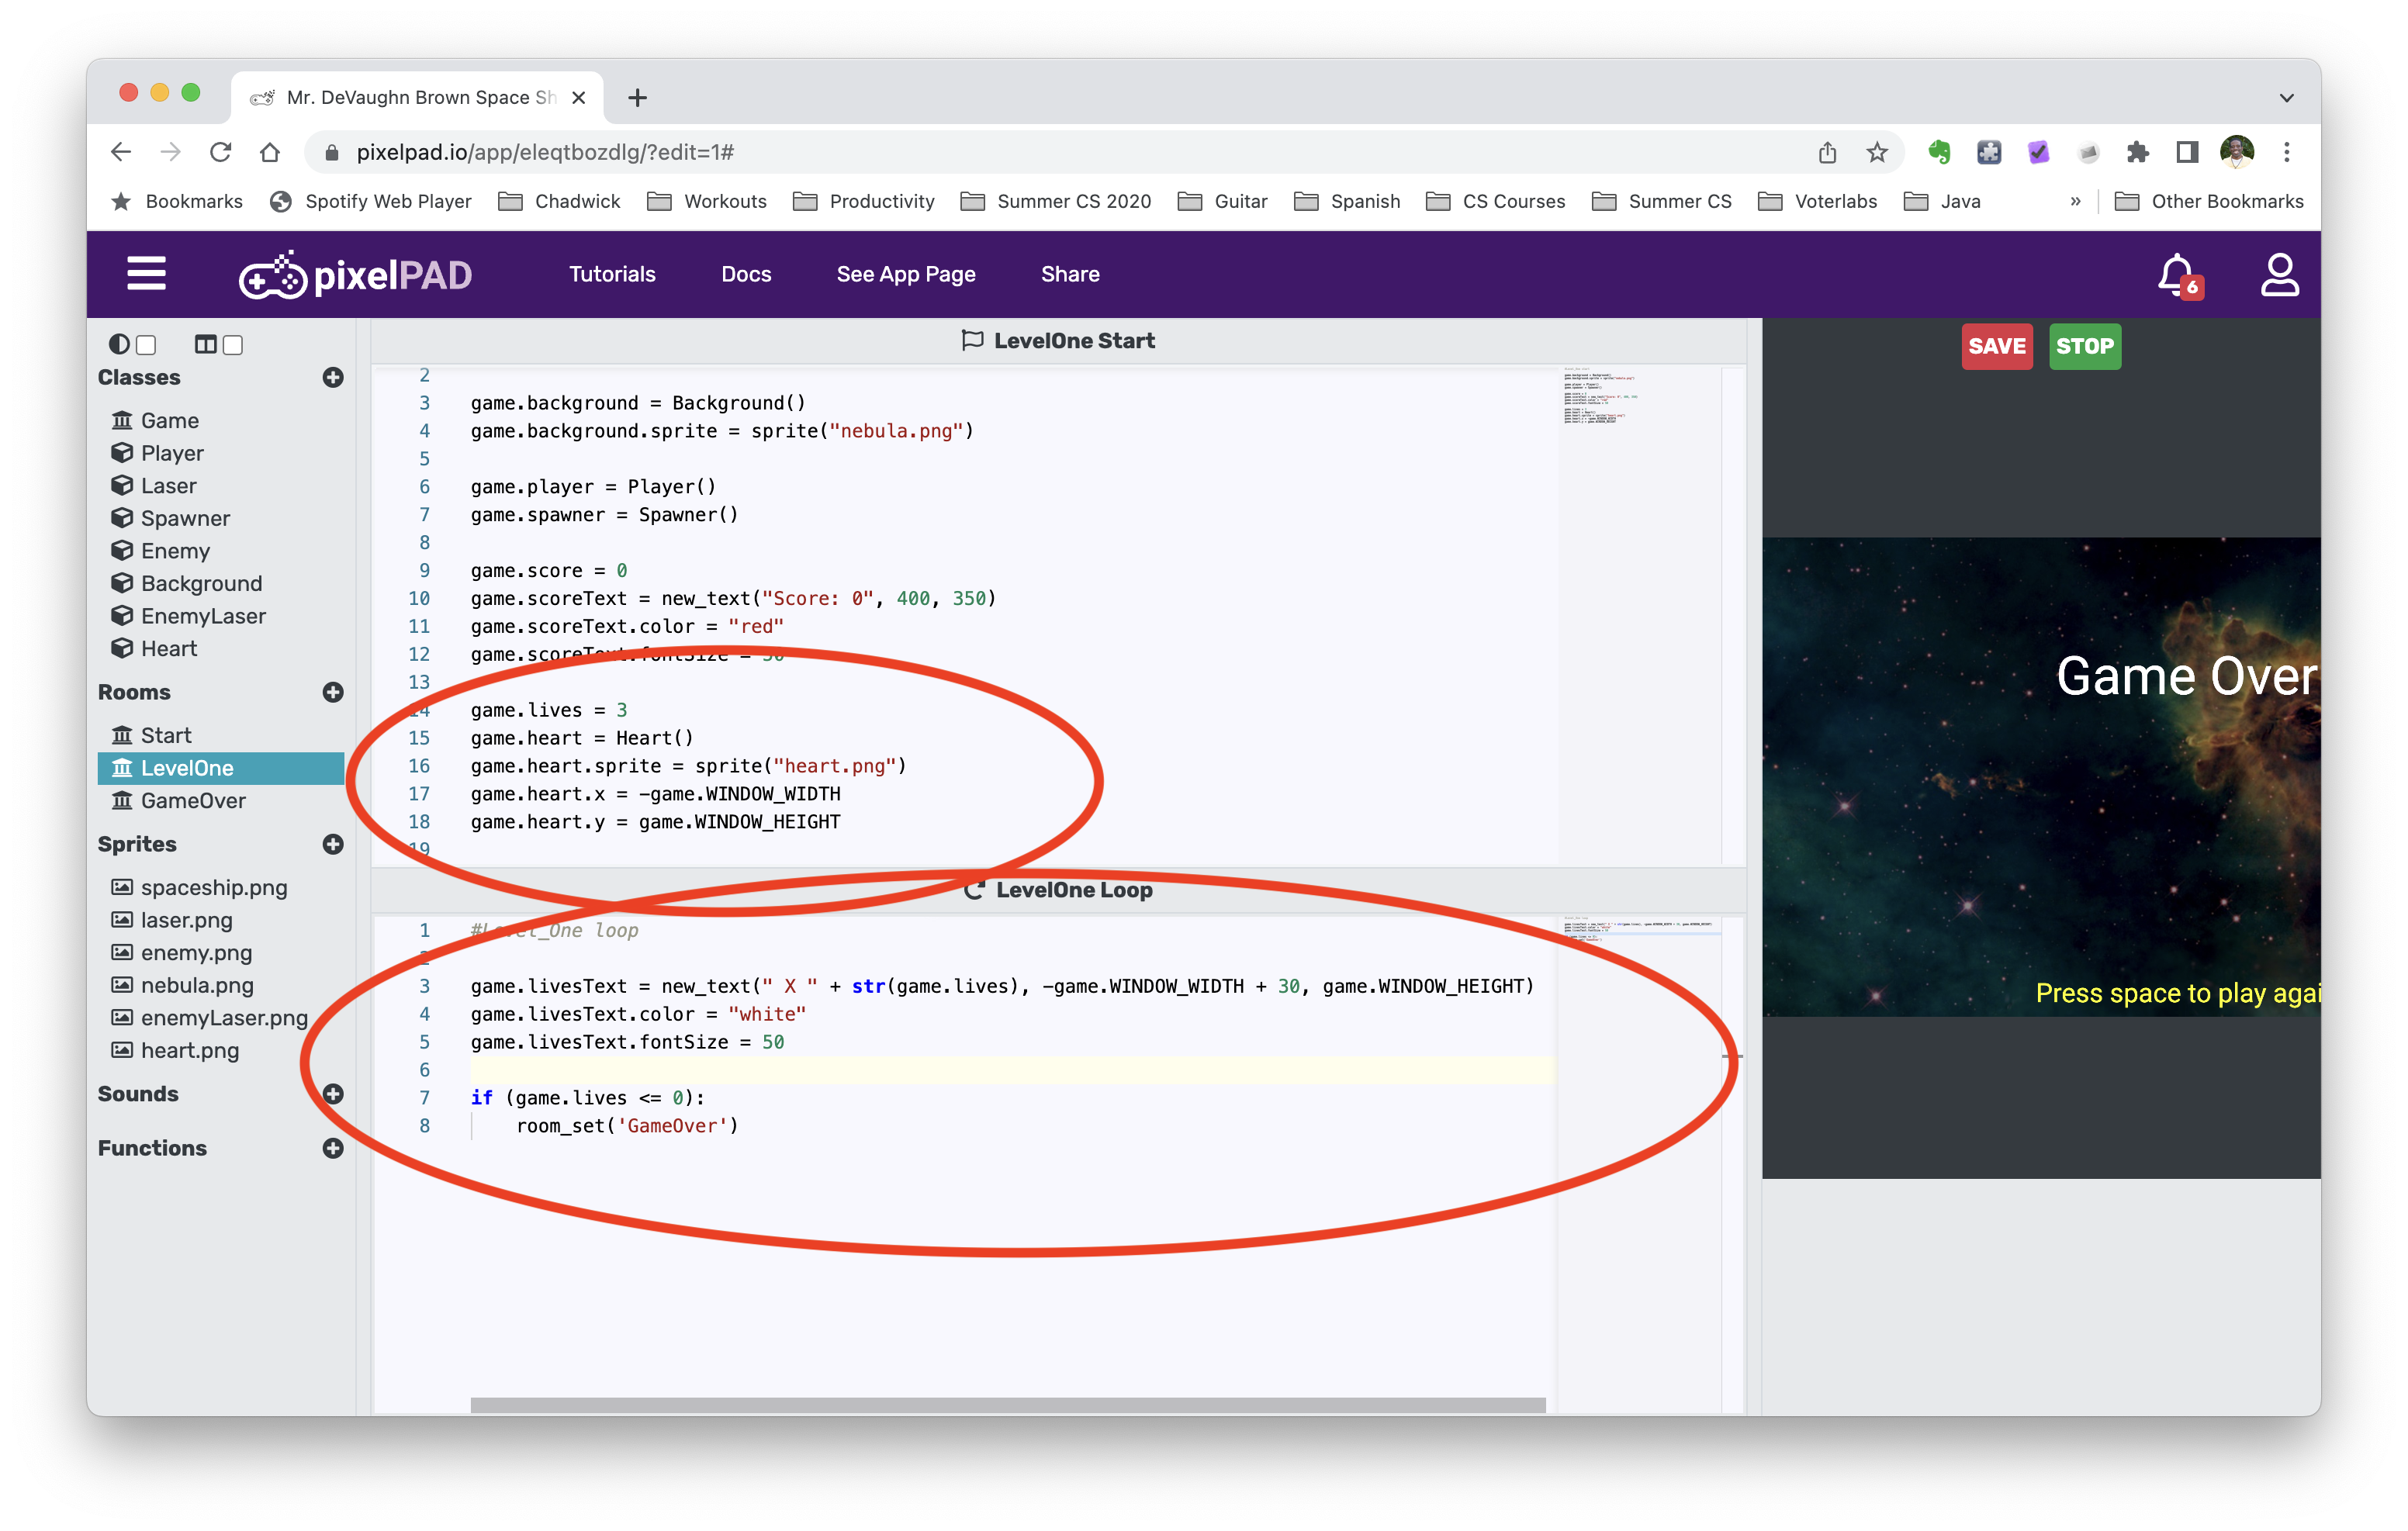 Mr. DeVaughn Brown Space Sh
pixelpad.io/app/eleqtbozdlg/?edit=1#
Bookmarks Spotify Web Player Chadwick Workouts Productivity Summer CS 2020 Guitar Spanish CS Courses Summer CS Voterlabs Java » Other Bookmarks
pixelPAD Tutorials Docs See App Page Share 6
Classes
Game
Player
Laser
Spawner
Enemy
Background
EnemyLaser
Heart
Rooms
Start
LevelOne
GameOver
Sprites
spaceship.png
laser.png
enemy.png
nebula.png
enemyLaser.png
heart.png
Sounds
Functions
LevelOne Start
2
3 game.background = Background()
4 game.background.sprite = sprite("nebula.png")
5
6 game.player = Player()
7 game.spawner = Spawner()
8
9 game.score = 0
10 game.scoreText = new_text("Score: 0", 400, 350)
11 game.scoreText.color = "red"
12 game.scoreText.fontSize = 50
13
14 game.lives = 3
15 game.heart = Heart()
16 game.heart.sprite = sprite("heart.png")
17 game.heart.x = -game.WINDOW_WIDTH
18 game.heart.y = game.WINDOW_HEIGHT
19
LevelOne Loop
1 #Level_One loop
2
3 game.livesText = new_text(" X " + str(game.lives), -game.WINDOW_WIDTH + 30, game.WINDOW_HEIGHT)
4 game.livesText.color = "white"
5 game.livesText.fontSize = 50
6
7 if (game.lives <= 0):
8 room_set('GameOver')
SAVE STOP
Game Over
Press space to play agai